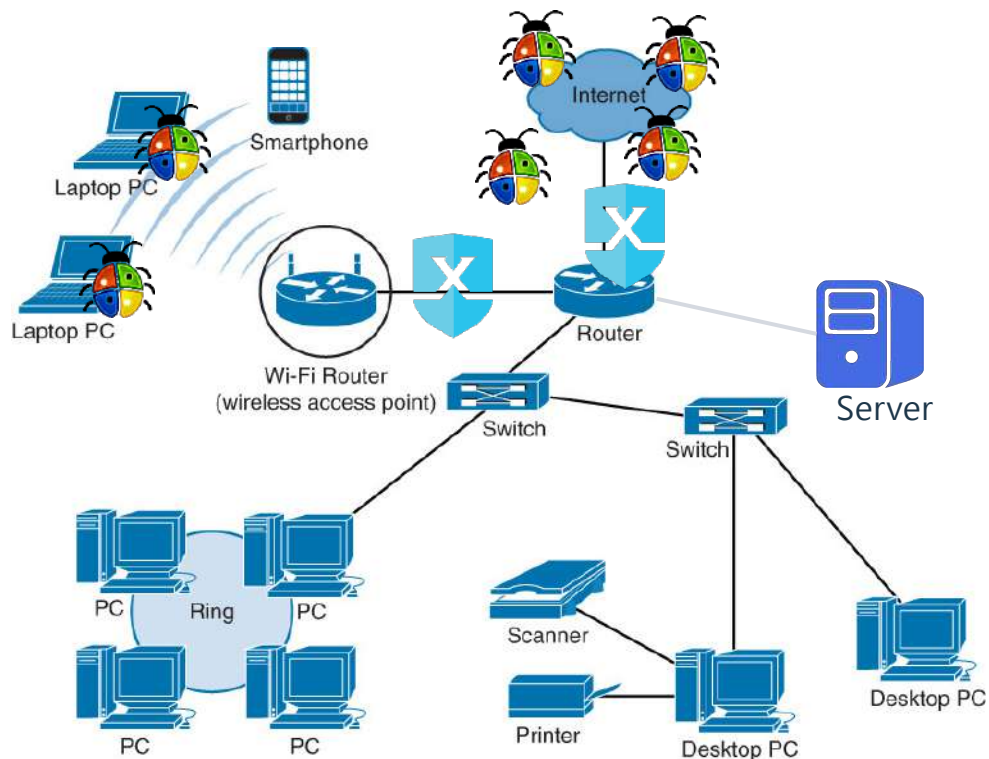 Internet
Smartphone
Laptop PC
Laptop PC
X
X
Router
Wi-Fi Router
(wireless access point)
Switch
Switch
Server
PC
Ring
PC
PC
PC
Scanner
Printer
Desktop PC
Desktop PC